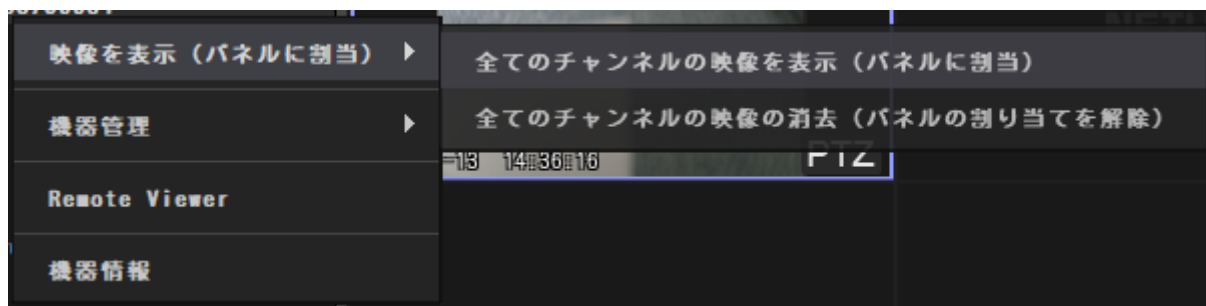 映像を表示（パネルに割当）
全てのチャンネルの映像を表示（パネルに割当）
機器管理
全てのチャンネルの映像の消去（パネルの割り当てを解除）
PTZ
Remote Viewer
機器情報